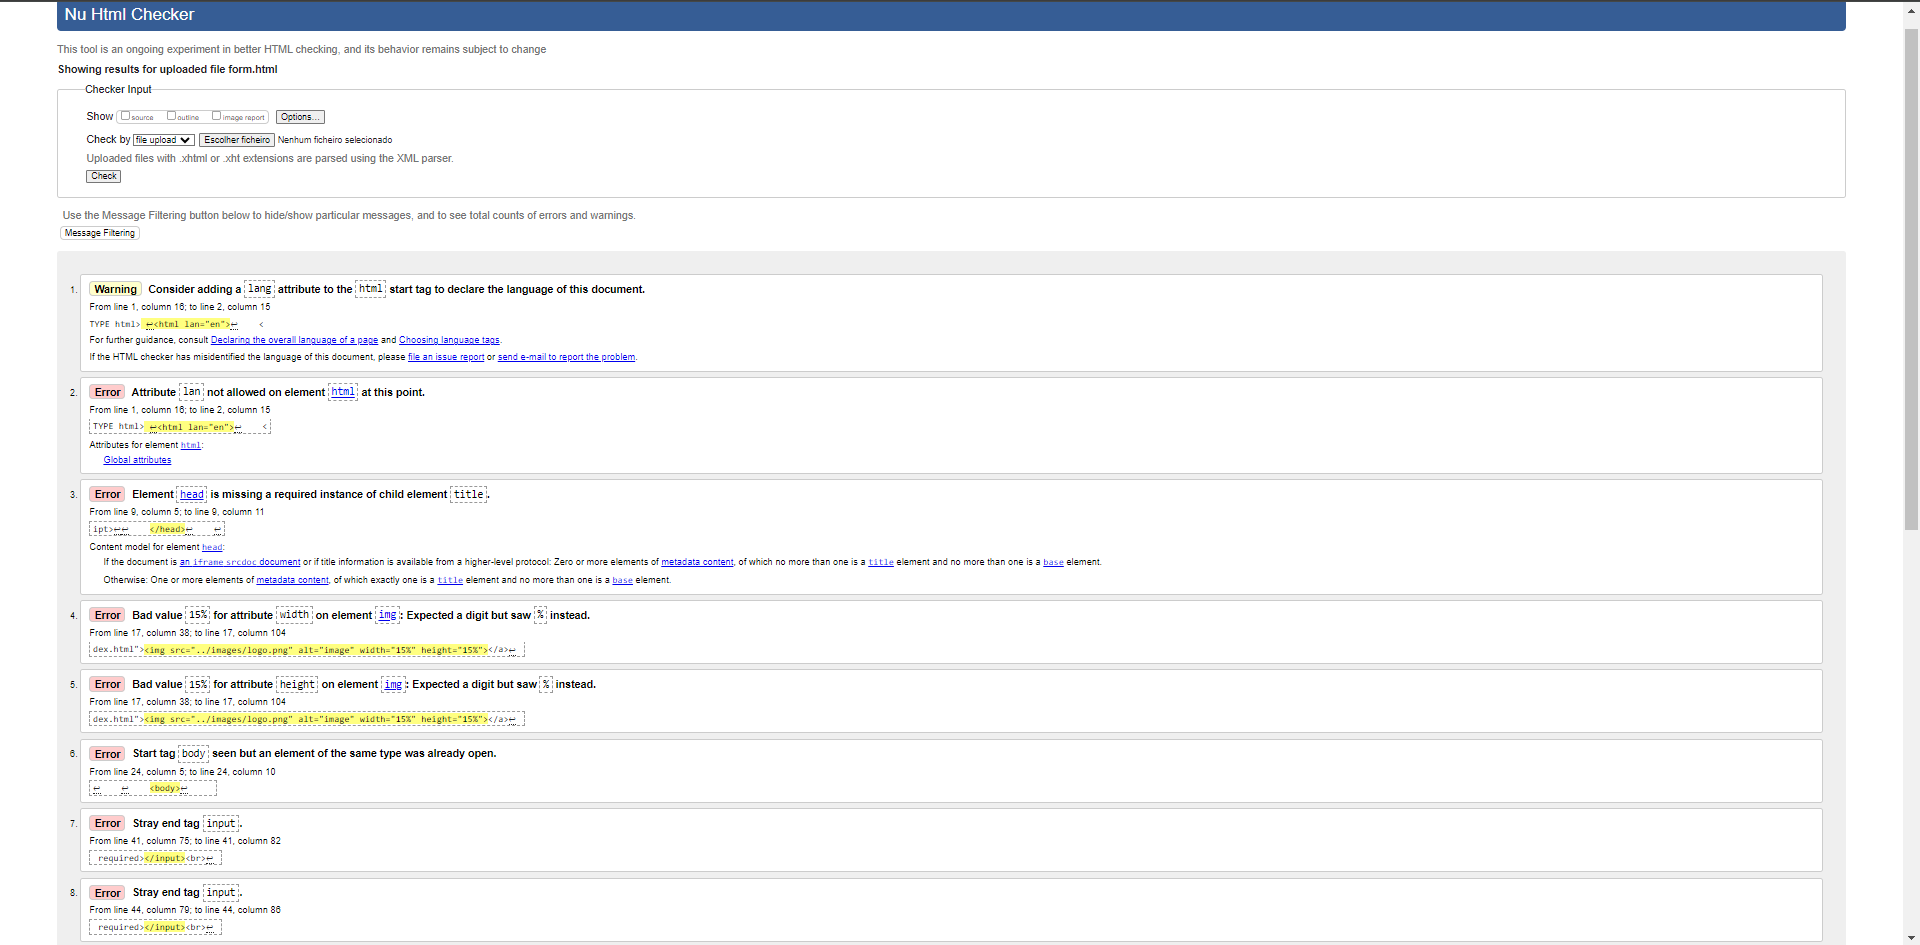 Nu Html Checker
This tool is an ongoing experiment in better HTML checking, and its behavior remains subject to change
Showing results for uploaded file form.html
Checker Input
Show source outline image report Options...
Check by file upload Escolher ficheiro Nenhum ficheiro selecionado
Uploaded files with .xhtml or .xht extensions are parsed using the XML parser.
Check
Use the Message Filtering button below to hide/show particular messages, and to see total counts of errors and warnings.
Message Filtering
1. Warning Consider adding a lang attribute to the html start tag to declare the language of this document.
From line 1, column 16; to line 2, column 15
TYPE html> ↩<html lan="en">↩ <
For further guidance, consult Declaring the overall language of a page and Choosing language tags.
If the HTML checker has misidentified the language of this document, please file an issue report or send e-mail to report the problem.
2. Error Attribute lan not allowed on element html at this point.
From line 1, column 16; to line 2, column 15
TYPE html> ↩<html lan="en">↩ <
Attributes for element html:
Global attributes
3. Error Element head is missing a required instance of child element title.
From line 9, column 5; to line 9, column 11
ipt>↩↩ </head>↩ ↩
Content model for element head:
If the document is an iframe srcdoc document or if title information is available from a higher-level protocol: Zero or more elements of metadata content, of which no more than one is a title element and no more than one is a base element.
Otherwise: One or more elements of metadata content, of which exactly one is a title element and no more than one is a base element.
4. Error Bad value 15% for attribute width on element img: Expected a digit but saw % instead.
From line 17, column 38; to line 17, column 104
dex.html"><img src="../images/logo.png" alt="image" width="15%" height="15%"></a>↩
5. Error Bad value 15% for attribute height on element img: Expected a digit but saw % instead.
From line 17, column 38; to line 17, column 104
dex.html"><img src="../images/logo.png" alt="image" width="15%" height="15%"></a>↩
6. Error Start tag body seen but an element of the same type was already open.
From line 24, column 5; to line 24, column 10
↩ ↩ <body>↩
7. Error Stray end tag input.
From line 41, column 75; to line 41, column 82
required></input><br>↩
8. Error Stray end tag input.
From line 44, column 79; to line 44, column 86
required></input><br>↩